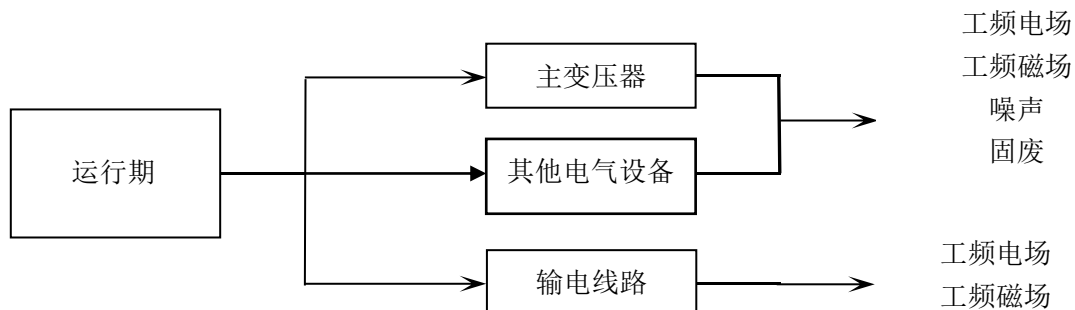 工频电场
工频磁场
噪声
固废
主变压器
运行期
其他电气设备
输电线路
工频电场
工频磁场